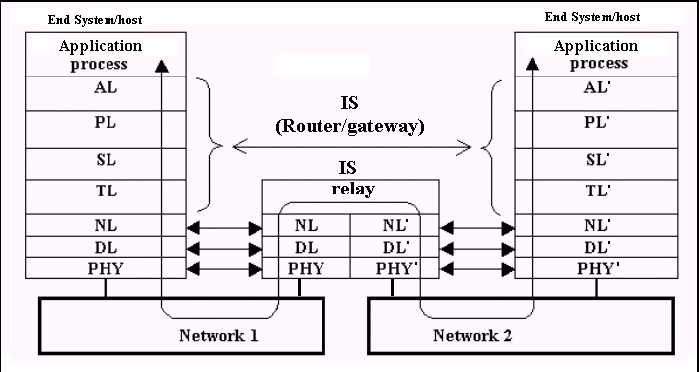 End System/host
Application
process
AL
PL
SL
TL
NL
DL
PHY
IS
(Router/gateway)
IS
relay
NL NL'
DL DL'
PHY PHY'
End System/host
Application
process
AL'
PL'
SL'
TL'
NL'
DL'
PHY'
Network 1
Network 2